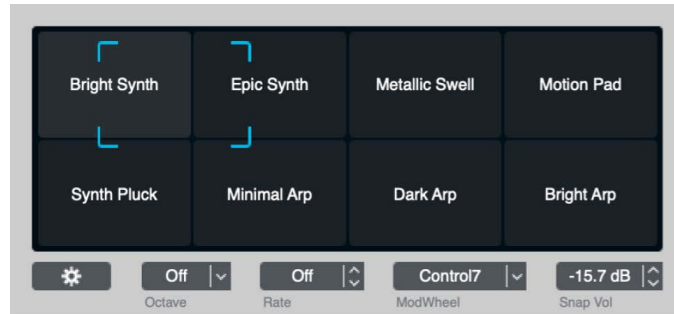 Bright Synth Epic Synth Metallic Swell Motion Pad
Synth Pluck Minimal Arp Dark Arp Bright Arp
Off Off Control7 -15.7 dB
Octave Rate ModWheel Snap Vol